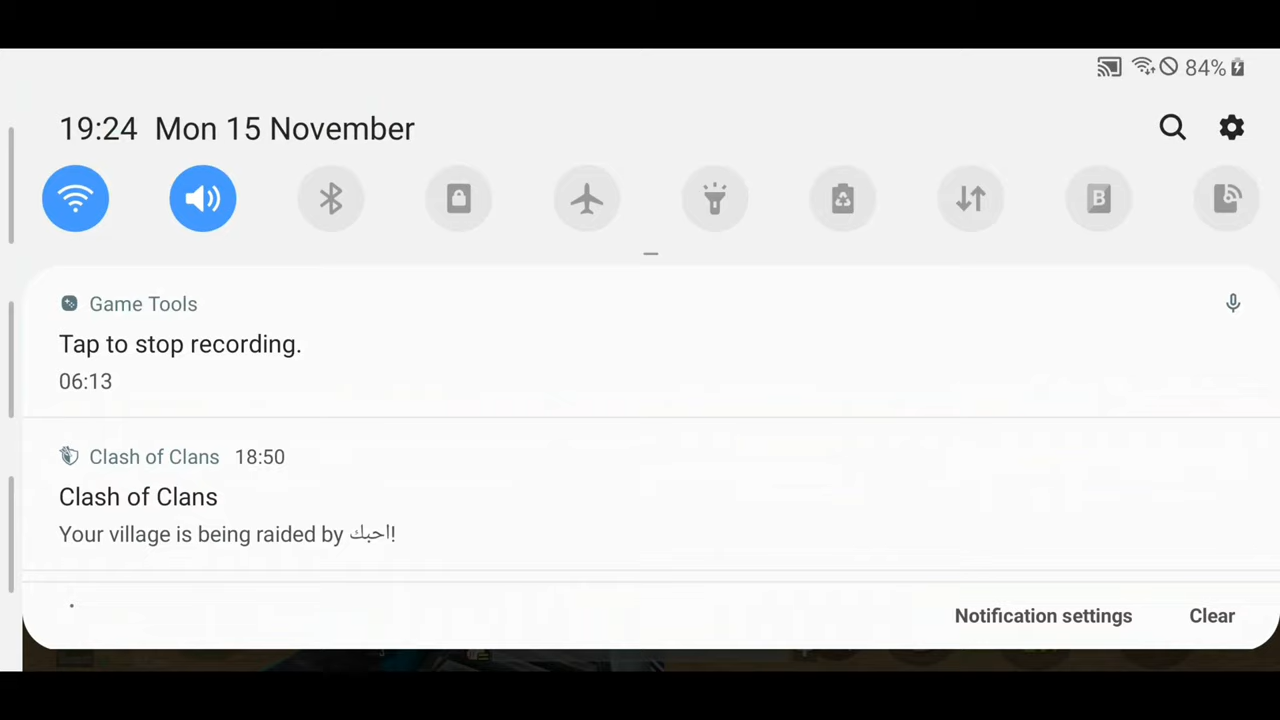 84%
19:24 Mon 15 November
B
Game Tools
Tap to stop recording.
06:13
Clash of Clans 18:50
Clash of Clans
Your village is being raided by احبك!
Notification settings Clear